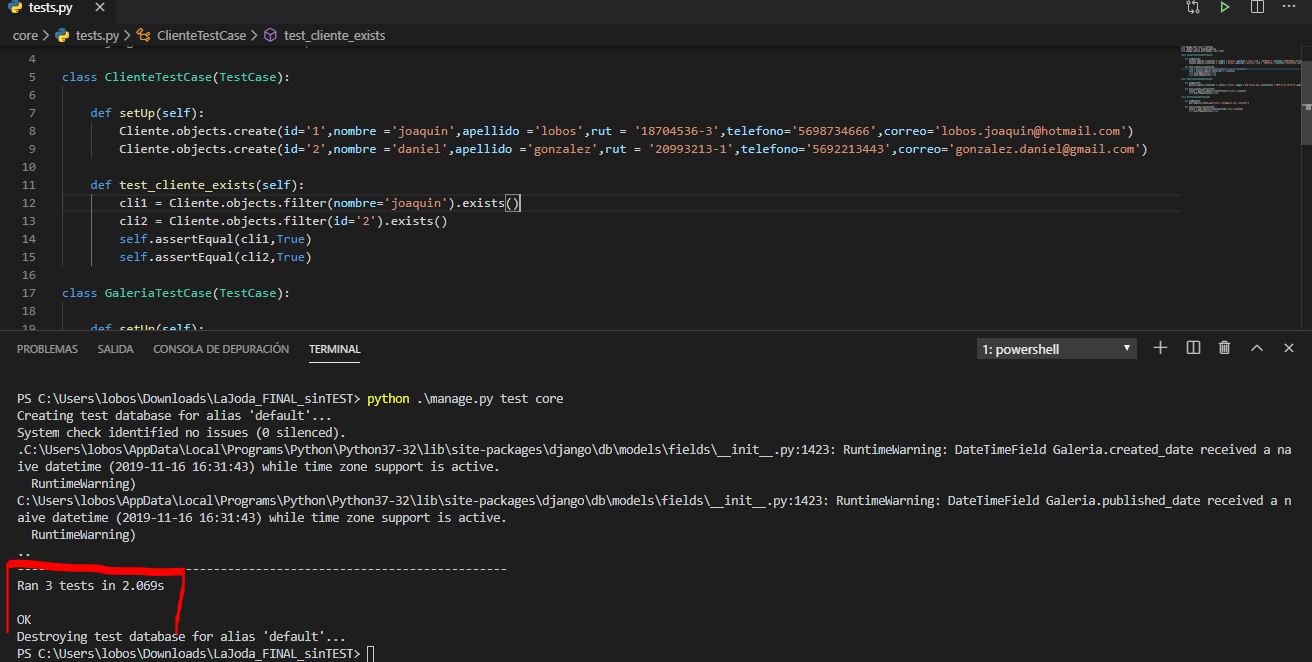 tests.py
core > tests.py > ClienteTestCase > test_cliente_exists
4
5 class ClienteTestCase(TestCase):
6
7 def setUp(self):
8 Cliente.objects.create(id='1',nombre ='joaquin',apellido ='lobos',rut = '18704536-3',telefono='5698734666',correo='lobos.joaquin@hotmail.com')
9 Cliente.objects.create(id='2',nombre ='daniel',apellido ='gonzalez',rut = '20993213-1',telefono='5692213443',correo='gonzalez.daniel@gmail.com')
10
11 def test_cliente_exists(self):
12 cli1 = Cliente.objects.filter(nombre='joaquin').exists()
13 cli2 = Cliente.objects.filter(id='2').exists()
14 self.assertEqual(cli1,True)
15 self.assertEqual(cli2,True)
16
17 class GaleriaTestCase(TestCase):
18
19 def setUp(self):
PROBLEMAS SALIDA CONSOLA DE DEPURACIÓN TERMINAL 1: powershell
PS C:\Users\lobos\Downloads\LaJoda_FINAL_sinTEST> python .\manage.py test core
Creating test database for alias 'default'...
System check identified no issues (0 silenced).
.C:\Users\lobos\AppData\Local\Programs\Python\Python37-32\lib\site-packages\django\db\models\fields\__init__.py:1423: RuntimeWarning: DateTimeField Galeria.created_date received a na
ive datetime (2019-11-16 16:31:43) while time zone support is active.
RuntimeWarning)
C:\Users\lobos\AppData\Local\Programs\Python\Python37-32\lib\site-packages\django\db\models\fields\__init__.py:1423: RuntimeWarning: DateTimeField Galeria.published_date received a n
aive datetime (2019-11-16 16:31:43) while time zone support is active.
RuntimeWarning)
..
----------------------------------------------------------------------
Ran 3 tests in 2.069s
OK
Destroying test database for alias 'default'...
PS C:\Users\lobos\Downloads\LaJoda_FINAL_sinTEST>